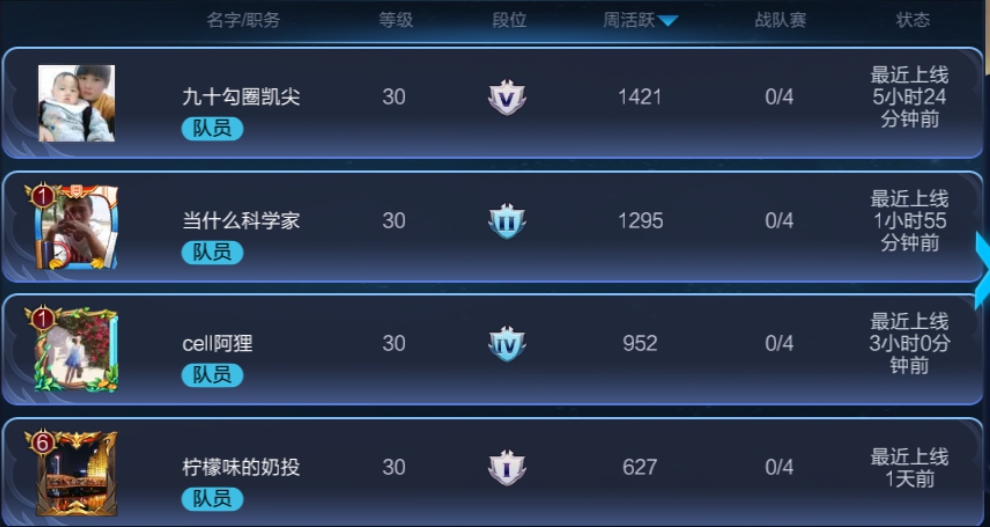 名字/职务 等级 段位 周活跃 战队赛 状态
九十勾圈凯尖 30 V 1421 0/4 最近上线
5小时24
分钟前
队员
1
当什么科学家 30 II 1295 0/4 最近上线
1小时55
分钟前
队员
1
cell阿狸 30 IV 952 0/4 最近上线
3小时0分
钟前
队员
6
柠檬味的奶投 30 I 627 0/4 最近上线
1天前
队员